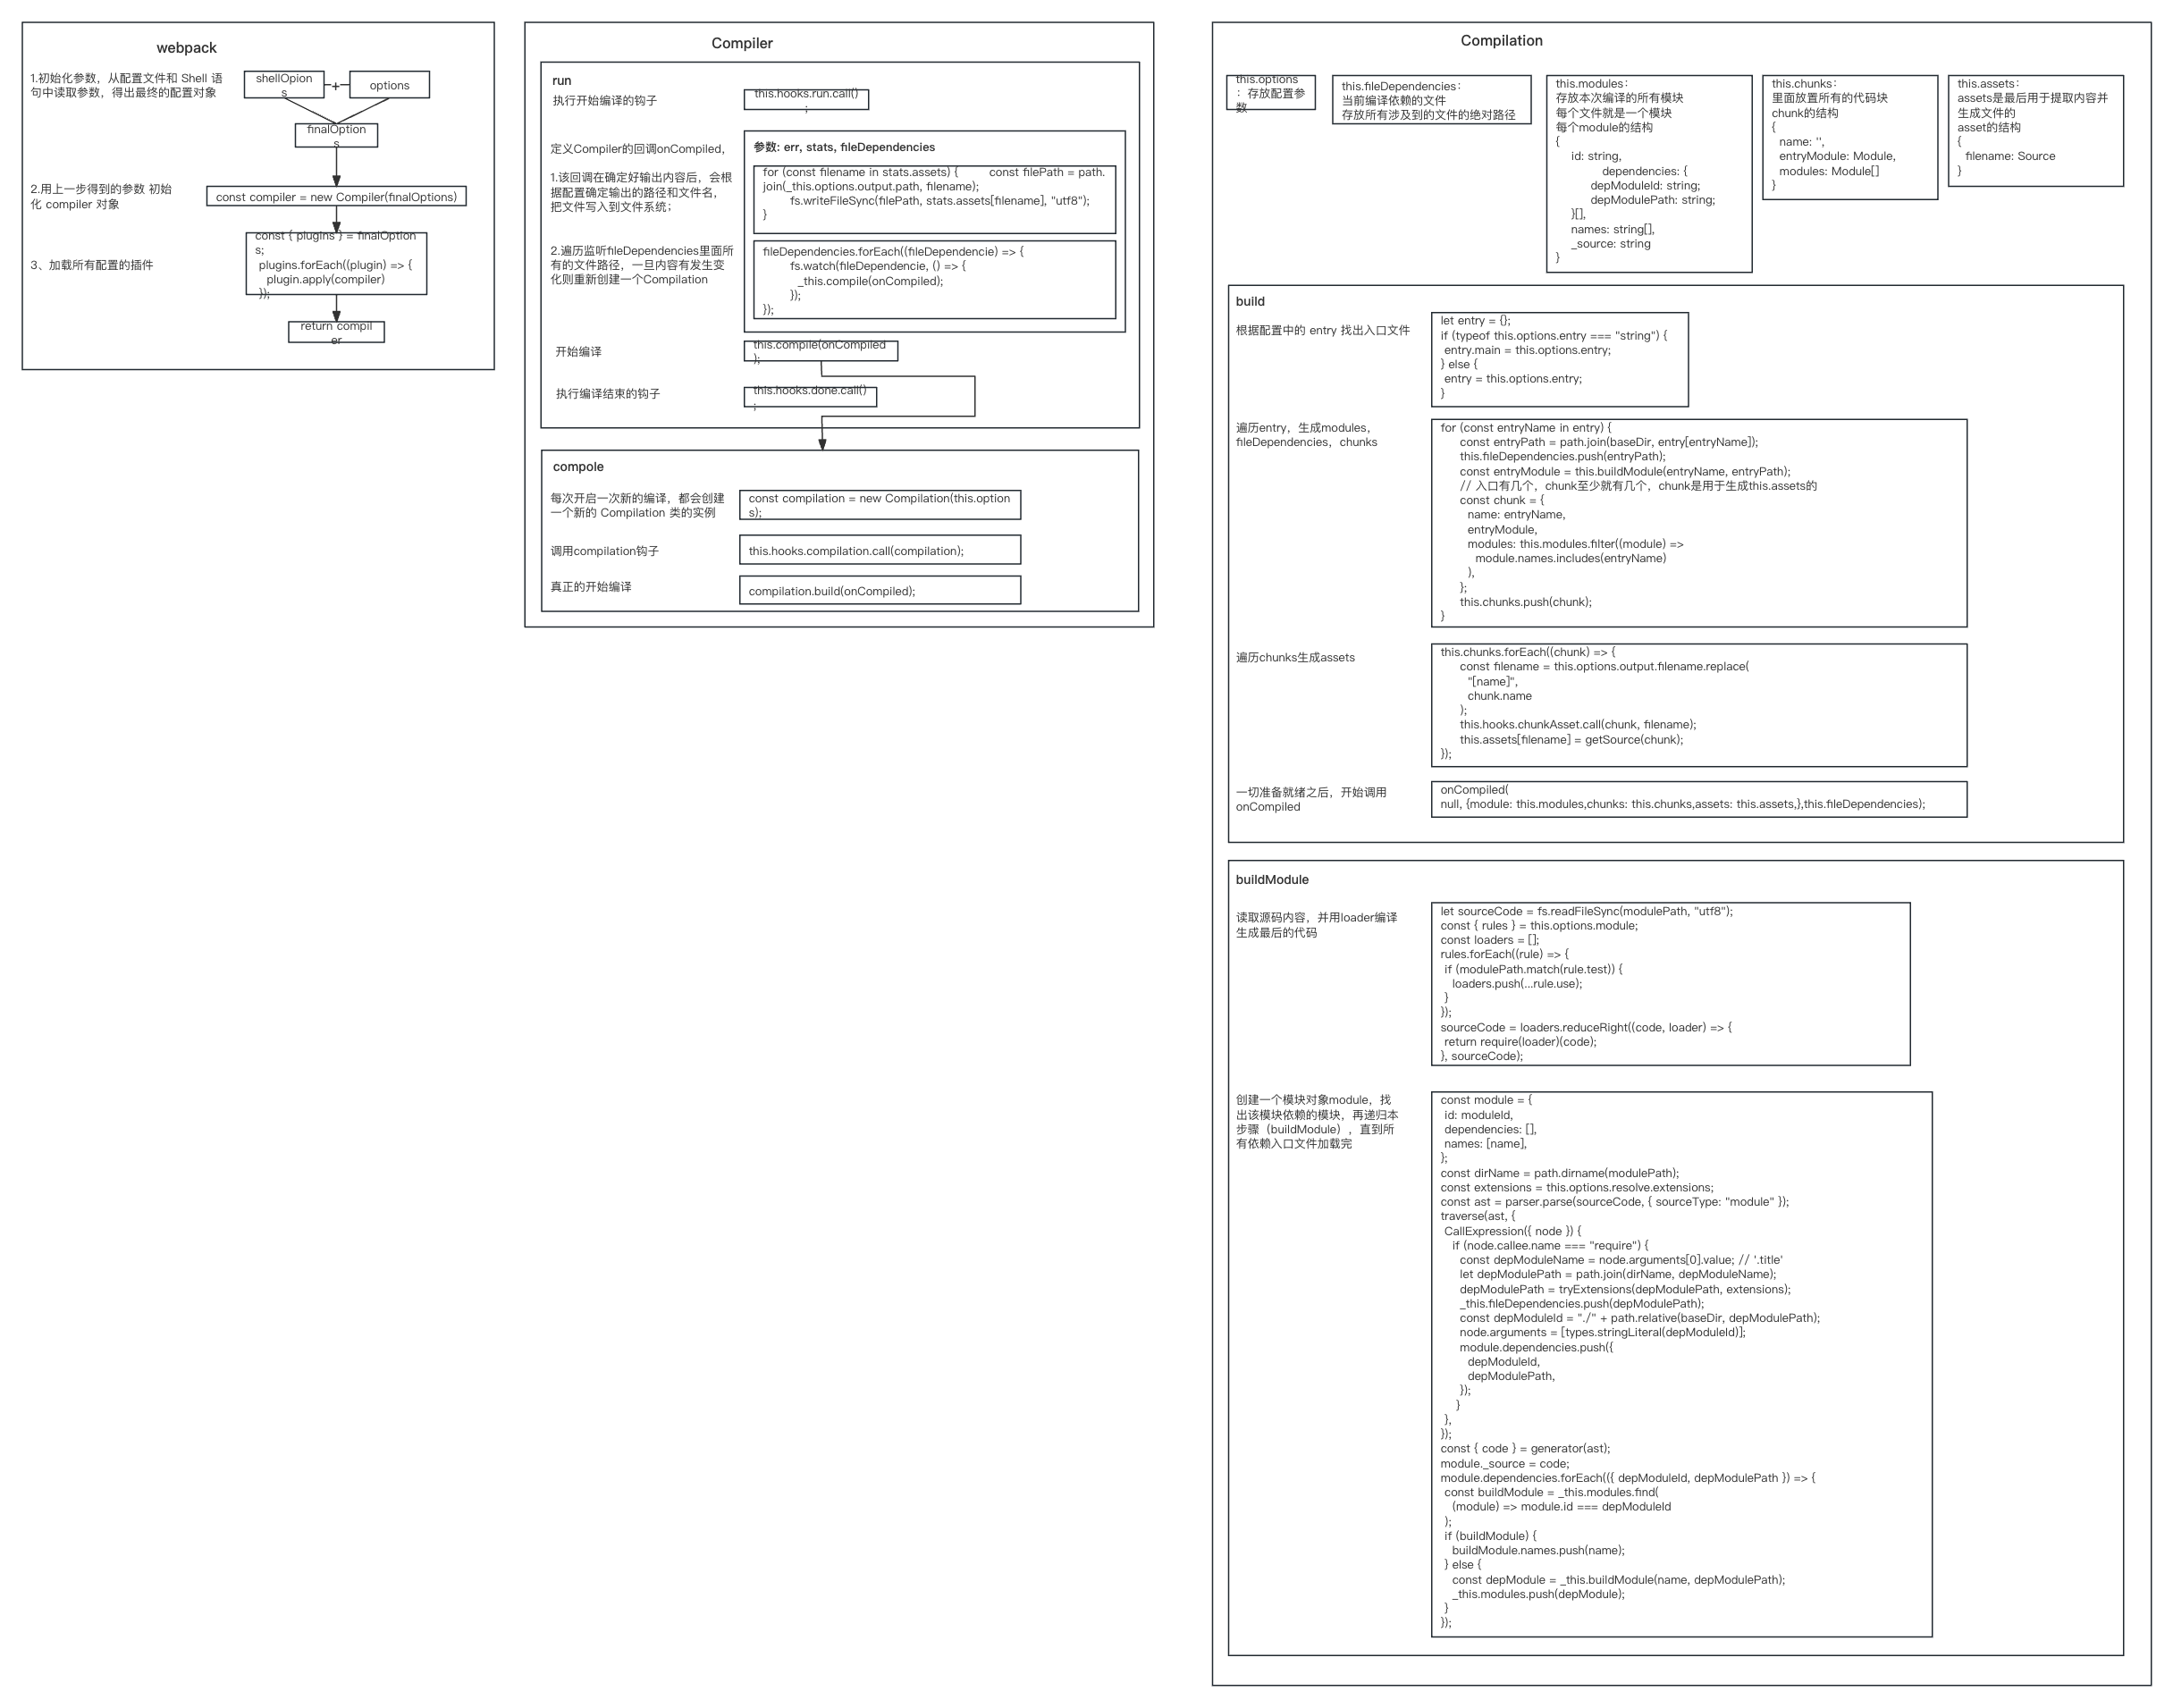 webpack
1.初始化参数，从配置文件和 Shell 语
句中读取参数，得出最终的配置对象
shellOpion
s
+
options
finalOption
s
2.用上一步得到的参数 初始
化 compiler 对象
const compiler = new Compiler(finalOptions)
3、加载所有配置的插件
const { plugins } = finalOption
s;
plugins.forEach((plugin) => {
plugin.apply(compiler)
});
return compil
er
Compiler
run
执行开始编译的钩子
this.hooks.run.call()
;
定义Compiler的回调onCompiled,
1.该回调在确定好输出内容后，会根
据配置确定输出的路径和文件名，
把文件写入到文件系统；
2.遍历监听fileDependencies里面所
有的文件路径，一旦内容有发生变
化则重新创建一个Compilation
参数: err, stats, fileDependencies
for (const filename in stats.assets) { const filePath = path.
join(_this.options.output.path, filename);
fs.writeFileSync(filePath, stats.assets[filename], "utf8");
}
fileDependencies.forEach((fileDependencie) => {
fs.watch(fileDependencie, () => {
_this.compile(onCompiled);
});
});
开始编译
this.compile(onCompiled
);
执行编译结束的钩子
this.hooks.done.call()
;
compole
每次开启一次新的编译，都会创建
一个新的 Compilation 类的实例
const compilation = new Compilation(this.option
s);
调用compilation钩子
this.hooks.compilation.call(compilation);
真正的开始编译
compilation.build(onCompiled);
Compilation
this.options
：存放配置参
数
this.fileDependencies：
当前编译依赖的文件
存放所有涉及到的文件的绝对路径
this.modules：
存放本次编译的所有模块
每个文件就是一个模块
每个module的结构
{
id: string,
dependencies: {
depModuleId: string;
depModulePath: string;
}[],
names: string[],
_source: string
}
this.chunks：
里面放置所有的代码块
chunk的结构
{
name: '',
entryModule: Module,
modules: Module[]
}
this.assets：
assets是最后用于提取内容并
生成文件的
asset的结构
{
filename: Source
}
build
根据配置中的 entry 找出入口文件
let entry = {};
if (typeof this.options.entry === "string") {
entry.main = this.options.entry;
} else {
entry = this.options.entry;
}
遍历entry，生成modules，
fileDependencies，chunks
for (const entryName in entry) {
const entryPath = path.join(baseDir, entry[entryName]);
this.fileDependencies.push(entryPath);
const entryModule = this.buildModule(entryName, entryPath);
// 入口有几个，chunk至少就有几个，chunk是用于生成this.assets的
const chunk = {
name: entryName,
entryModule,
modules: this.modules.filter((module) =>
module.names.includes(entryName)
),
};
this.chunks.push(chunk);
}
遍历chunks生成assets
this.chunks.forEach((chunk) => {
const filename = this.options.output.filename.replace(
"[name]",
chunk.name
);
this.hooks.chunkAsset.call(chunk, filename);
this.assets[filename] = getSource(chunk);
});
一切准备就绪之后，开始调用
onCompiled
onCompiled(
null, {module: this.modules,chunks: this.chunks,assets: this.assets,},this.fileDependencies);
buildModule
读取源码内容，并用loader编译
生成最后的代码
let sourceCode = fs.readFileSync(modulePath, "utf8");
const { rules } = this.options.module;
const loaders = [];
rules.forEach((rule) => {
if (modulePath.match(rule.test)) {
loaders.push(...rule.use);
}
});
sourceCode = loaders.reduceRight((code, loader) => {
return require(loader)(code);
}, sourceCode);
创建一个模块对象module，找
出该模块依赖的模块，再递归本
步骤（buildModule）, 直到所
有依赖入口文件加载完
const module = {
id: moduleId,
dependencies: [],
names: [name],
};
const dirName = path.dirname(modulePath);
const extensions = this.options.resolve.extensions;
const ast = parser.parse(sourceCode, { sourceType: "module" });
traverse(ast, {
CallExpression({ node }) {
if (node.callee.name === "require") {
const depModuleName = node.arguments[0].value; // '.title'
let depModulePath = path.join(dirName, depModuleName);
depModulePath = tryExtensions(depModulePath, extensions);
_this.fileDependencies.push(depModulePath);
const depModuleId = "./" + path.relative(baseDir, depModulePath);
node.arguments = [types.stringLiteral(depModuleId)];
module.dependencies.push({
depModuleId,
depModulePath,
});
}
},
});
const { code } = generator(ast);
module._source = code;
module.dependencies.forEach(({ depModuleId, depModulePath }) => {
const buildModule = _this.modules.find(
(module) => module.id === depModuleId
);
if (buildModule) {
buildModule.names.push(name);
} else {
const depModule = _this.buildModule(name, depModulePath);
_this.modules.push(depModule);
}
});